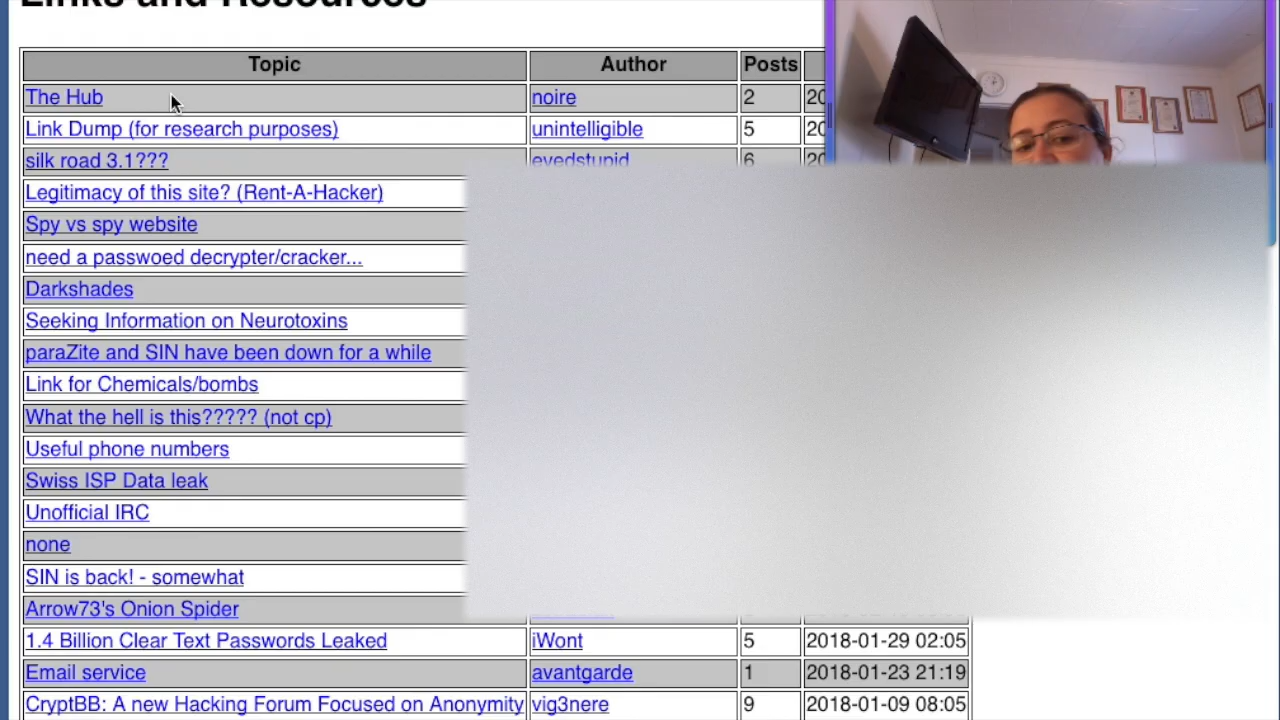 Links and Resources
Topic Author Posts
The Hub noire 2 20
Link Dump (for research purposes) unintelligible 5 20
silk road 3.1??? eyedstupid 6 20
Legitimacy of this site? (Rent-A-Hacker)
Spy vs spy website
need a passwoed decrypter/cracker...
Darkshades
Seeking Information on Neurotoxins
paraZite and SIN have been down for a while
Link for Chemicals/bombs
What the hell is this????? (not cp)
Useful phone numbers
Swiss ISP Data leak
Unofficial IRC
none
SIN is back! - somewhat
Arrow73's Onion Spider
1.4 Billion Clear Text Passwords Leaked iWont 5 2018-01-29 02:05
Email service avantgarde 1 2018-01-23 21:19
CryptBB: A new Hacking Forum Focused on Anonymity vig3nere 9 2018-01-09 08:05